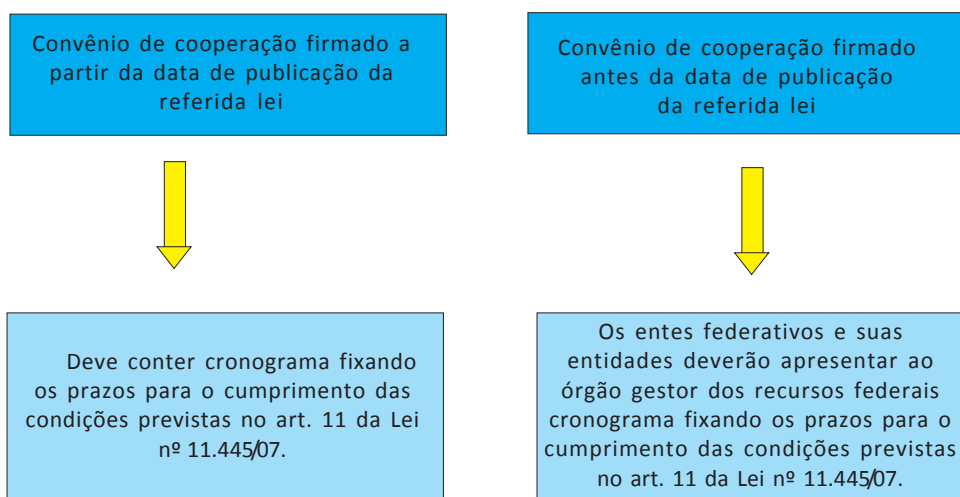 Convênio de cooperação firmado a
partir da data de publicação da
referida lei
Convênio de cooperação firmado
antes da data de publicação
da referida lei
Deve conter cronograma fixando
os prazos para o cumprimento das
condições previstas no art. 11 da Lei
nº 11.445/07.
Os entes federativos e suas
entidades deverão apresentar ao
órgão gestor dos recursos federais
cronograma fixando os prazos para o
cumprimento das condições previstas
no art. 11 da Lei nº 11.445/07.